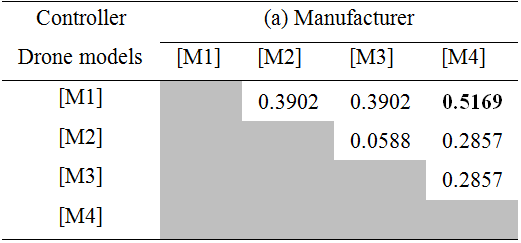 Controller (a) Manufacturer
Drone models [M1] [M2] [M3] [M4]
[M1] 0.3902 0.3902 0.5169
[M2] 0.0588 0.2857
[M3] 0.2857
[M4]